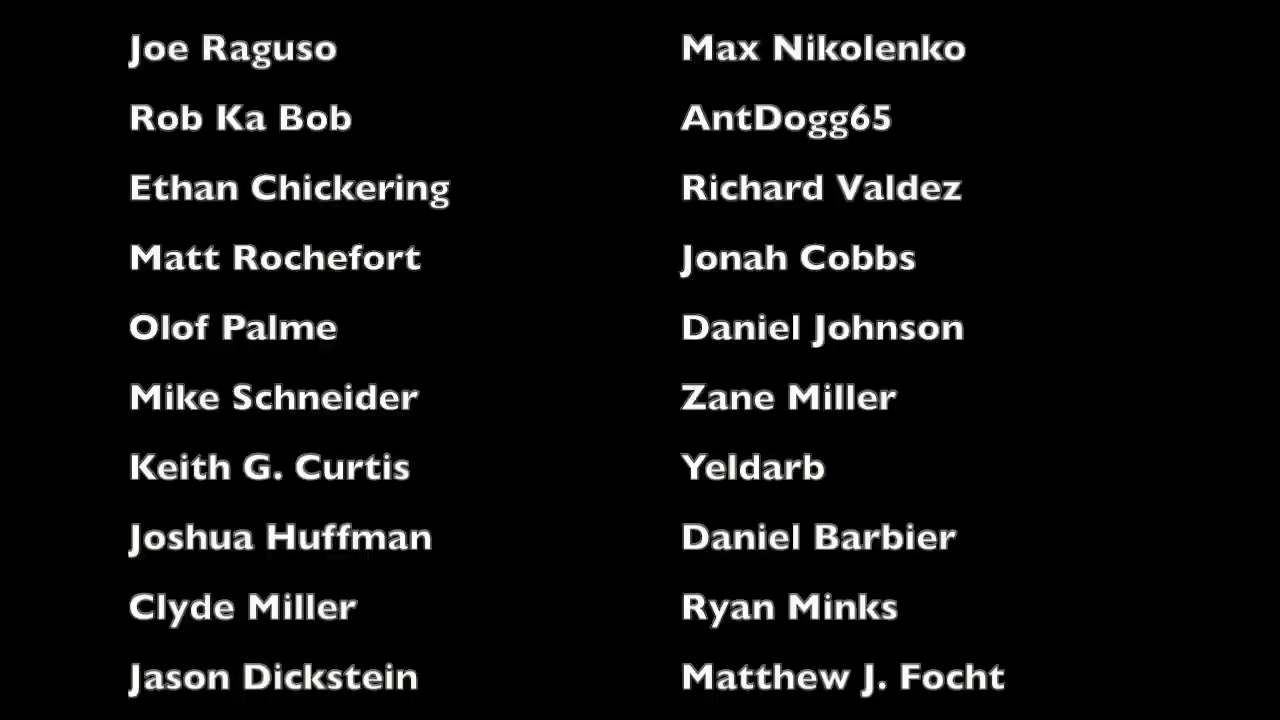 Joe Raguso
Rob Ka Bob
Ethan Chickering
Matt Rochefort
Olof Palme
Mike Schneider
Keith G. Curtis
Joshua Huffman
Clyde Miller
Jason Dickstein
Max Nikolenko
AntDogg65
Richard Valdez
Jonah Cobbs
Daniel Johnson
Zane Miller
Yeldarb
Daniel Barbier
Ryan Minks
Matthew J. Focht